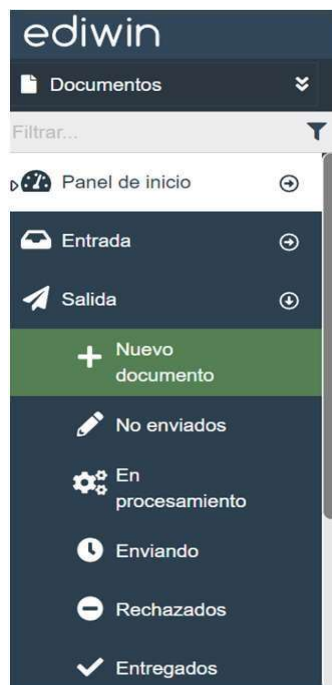 ediwin
Documentos
Filtrar...
Panel de inicio
Entrada
Salida
Nuevo
documento
No enviados
En
procesamiento
Enviando
Rechazados
Entregados